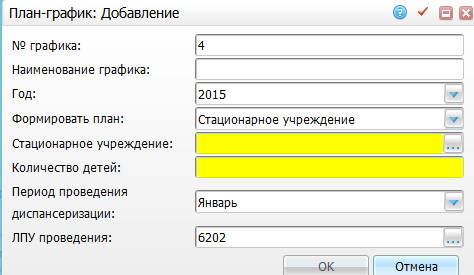 План-график: Добавление
№ графика: 4
Наименование графика:
Год: 2015
Формировать план: Стационарное учреждение
Стационарное учреждение: ...
Количество детей:
Период проведения
диспансеризации: Январь
ЛПУ проведения: 6202 ...
ОК Отмена